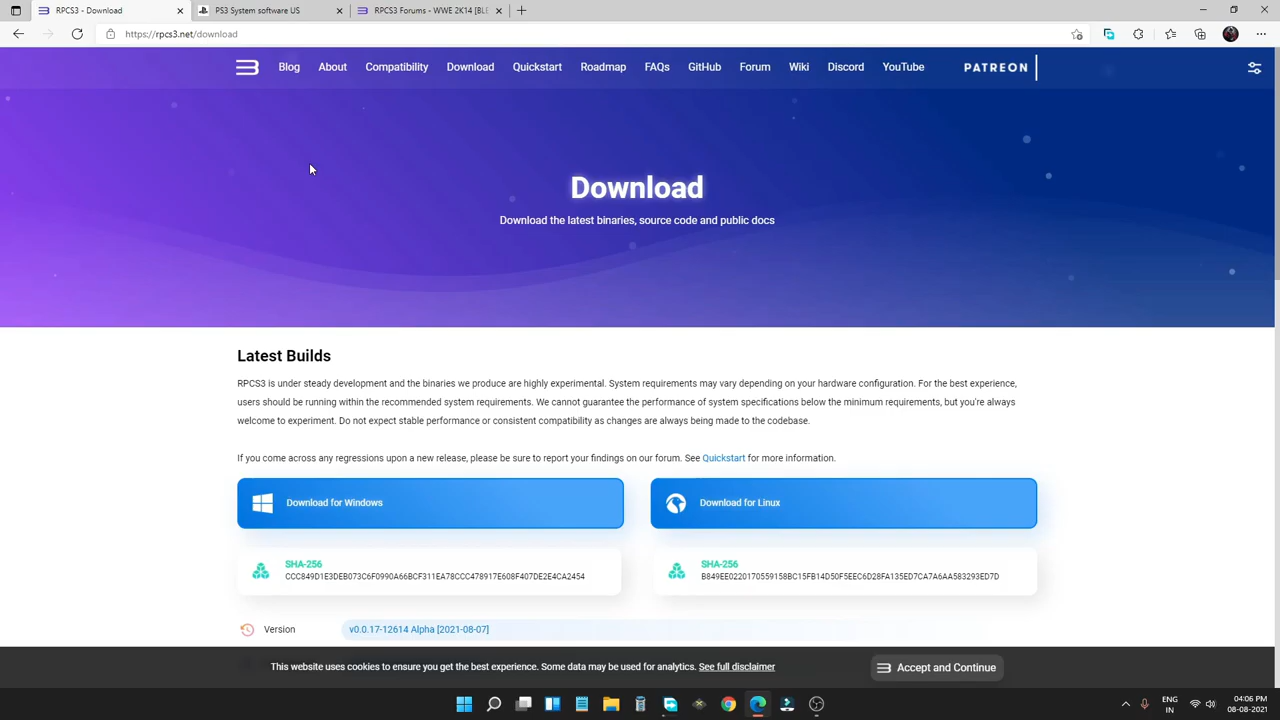 RPCS3 - Download
PS3 System software US
RPCS3 Forums - WWE 2K14 [BLE
https://rpcs3.net/download
Blog
About
Compatibility
Download
Quickstart
Roadmap
FAQs
GitHub
Forum
Wiki
Discord
YouTube
PATREON
Download
Download the latest binaries, source code and public docs
Latest Builds
RPCS3 is under steady development and the binaries we produce are highly experimental. System requirements may vary depending on your hardware configuration. For the best experience,
users should be running within the recommended system requirements. We cannot guarantee the performance of system specifications below the minimum requirements, but you're always
welcome to experiment. Do not expect stable performance or consistent compatibility as changes are always being made to the codebase.
If you come across any regressions upon a new release, please be sure to report your findings on our forum. See Quickstart for more information.
Download for Windows
Download for Linux
SHA-256
CCC849D1E3DEB073C6F0990A66BCF311EA78CCC478917E608F407DE2E4CA2454
SHA-256
B849EE0220170559158BC15FB14D50F5EEC6D28FA135ED7CA7A6AA583293ED7D
Version
v0.0.17-12614 Alpha [2021-08-07]
This website uses cookies to ensure you get the best experience. Some data may be used for analytics. See full disclaimer
Accept and Continue
ENG
IN
04:06 PM
08-08-2021